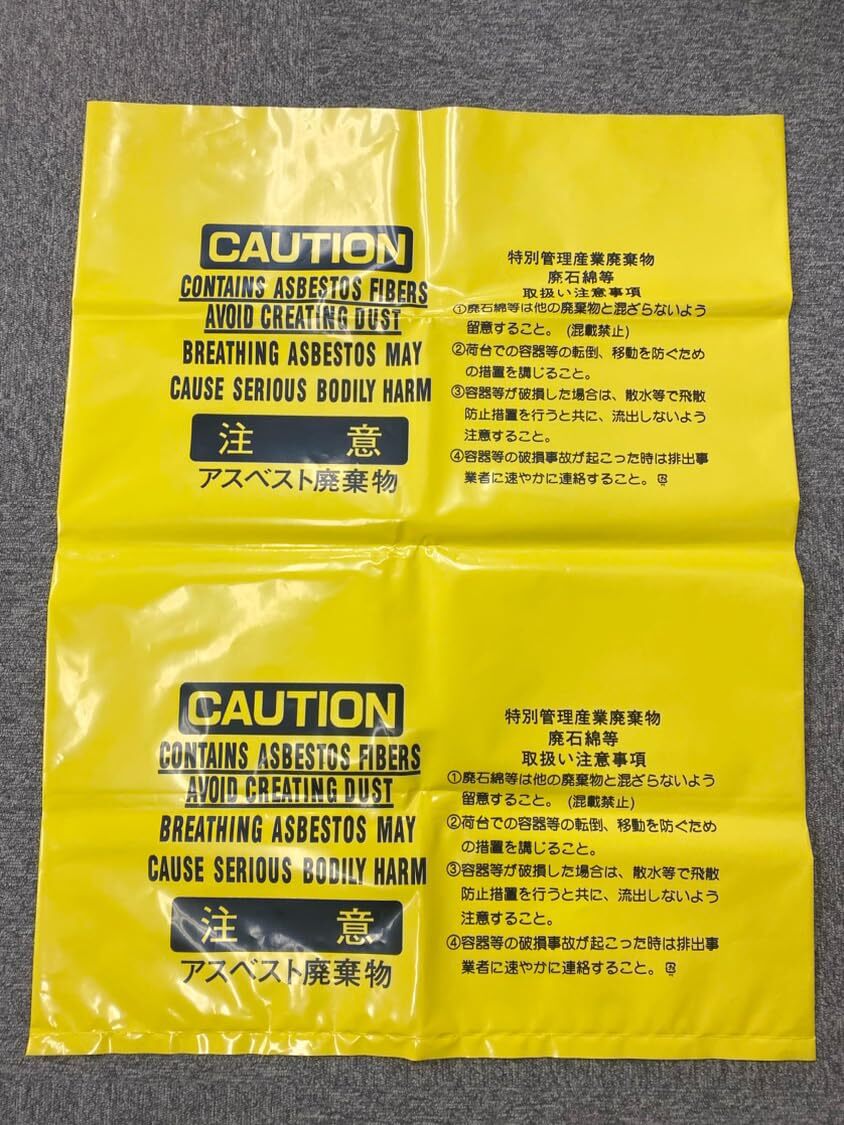 CAUTION
CONTAINS ASBESTOS FIBERS
AVOID CREATING DUST
BREATHING ASBESTOS MAY
CAUSE SERIOUS BODILY HARM
注 意
アスベスト廃棄物
特別管理産業廃棄物
廃石綿等
取扱い注意事項
①廃石綿等は他の廃棄物と混ざらないよう
留意すること。(混載禁止)
②荷台での容器等の転倒、移動を防ぐため
の措置を講じること。
③容器等が破損した場合は、散水等で飛散
防止措置を行うと共に、流出しないよう
注意すること。
④容器等の破損事故が起こった時は排出事
業者に速やかに連絡すること。
CAUTION
CONTAINS ASBESTOS FIBERS
AVOID CREATING DUST
BREATHING ASBESTOS MAY
CAUSE SERIOUS BODILY HARM
注 意
アスベスト廃棄物
特別管理産業廃棄物
廃石綿等
取扱い注意事項
①廃石綿等は他の廃棄物と混ざらないよう
留意すること。(混載禁止)
②荷台での容器等の転倒、移動を防ぐため
の措置を講じること。
③容器等が破損した場合は、散水等で飛散
防止措置を行うと共に、流出しないよう
注意すること。
④容器等の破損事故が起こった時は排出事
業者に速やかに連絡すること。